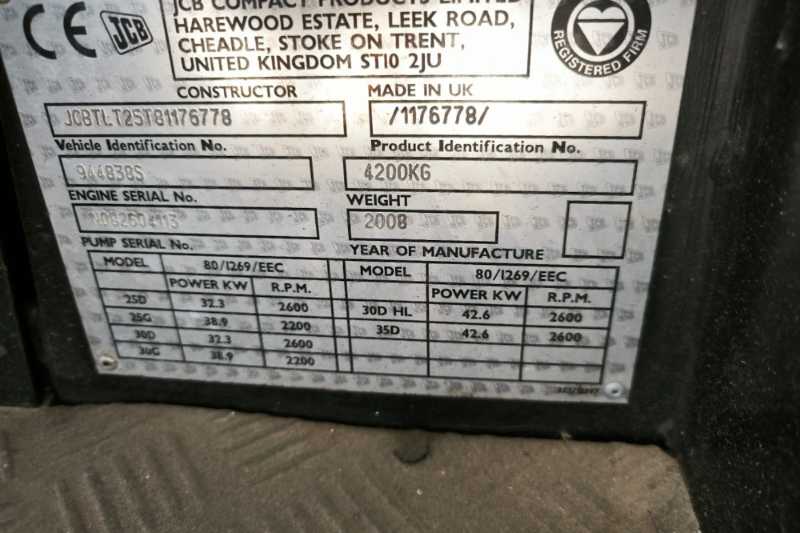 CE JCB
JCB COMPACT PRODUCTS LIMITED
HAREWOOD ESTATE, LEEK ROAD,
CHEADLE, STOKE ON TRENT,
UNITED KINGDOM ST10 2JU
REGISTERED FIRM
CONSTRUCTOR MADE IN UK
JCBTLT25T81176778 /1176778/
Vehicle Identification No. Product Identification No.
944838S 4200KG
ENGINE SERIAL No. WEIGHT
2008
PUMP SERIAL No. YEAR OF MANUFACTURE
MODEL 80/1269/EEC MODEL 80/1269/EEC
POWER KW R.P.M. POWER KW R.P.M.
25D 32.3 2600 30D HL 42.6 2600
25G 38.9 2200 35D 42.6 2600
30D 32.3 2600
30G 38.9 2200